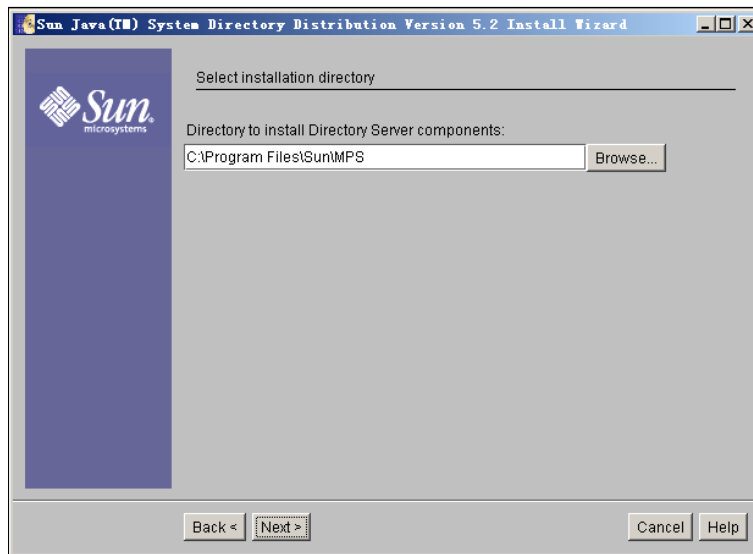 Sun Java(TM) System Directory Distribution Version 5.2 Install Wizard
Sun
microsystems
Select installation directory
Directory to install Directory Server components:
C:\Program Files\Sun\MPS
Browse...
Back <
Next >
Cancel
Help